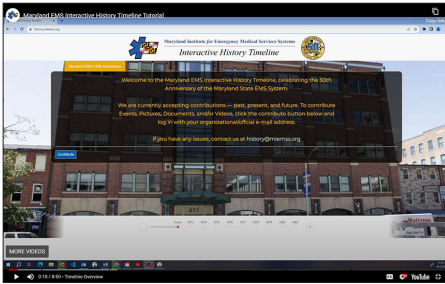 Maryland EMS Interactive History Timeline Tutorial
history.miemss.org
Maryland Institute for Emergency Medical Services Systems
Interactive History Timeline
Welcome to the Maryland EMS Interactive History Timeline, celebrating the 50th
Anniversary of the Maryland State EMS System.
We are currently accepting contributions — past, present, and future. To contribute
Events, Pictures, Documents, and/or Videos, click the contribute button below and
log in with your organizational/official e-mail address.
If you have any issues, contact us at history@miemss.org
Contribute
MORE VIDEOS
0:10 / 8:50 • Timeline Overview
YouTube